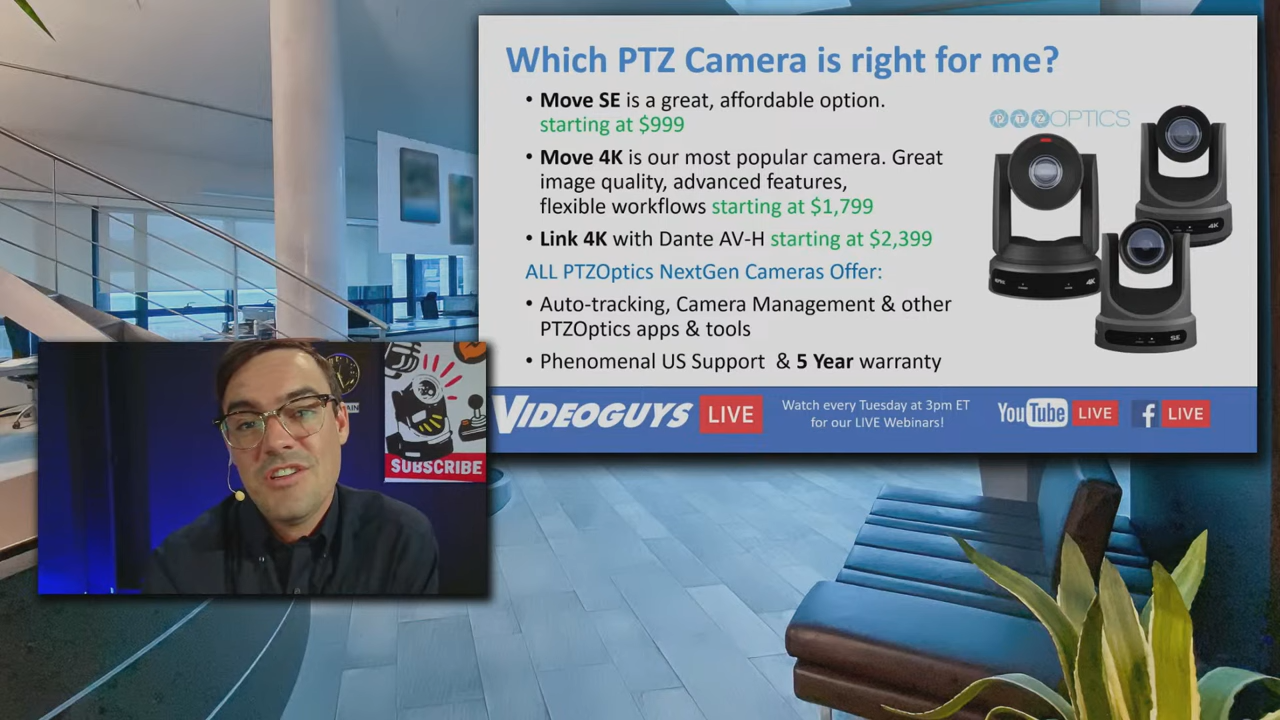 Which PTZ Camera is right for me?
• Move SE is a great, affordable option.
starting at $999
• Move 4K is our most popular camera. Great
image quality, advanced features,
flexible workflows starting at $1,799
• Link 4K with Dante AV-H starting at $2,399
ALL PTZOptics NextGen Cameras Offer:
• Auto-tracking, Camera Management & other
PTZOptics apps & tools
• Phenomenal US Support & 5 Year warranty
PTZOPTICS
4K
4K
SE
VIDEOGUYS LIVE
Watch every Tuesday at 3pm ET
for our LIVE Webinars!
YouTube LIVE
f LIVE
SUBSCRIBE